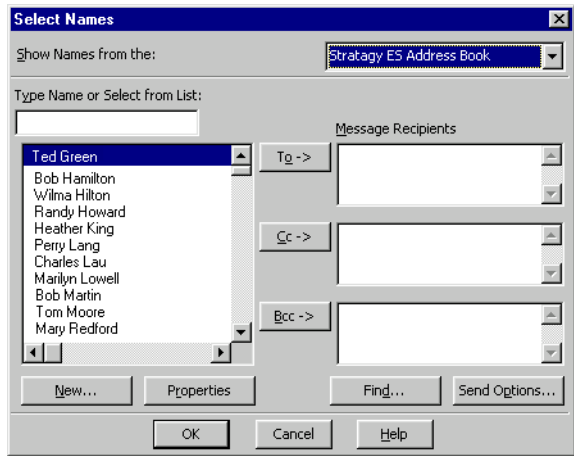 Select Names
Show Names from the:
Stratagy ES Address Book
Type Name or Select from List:
Message Recipients
Ted Green
Bob Hamilton
Wilma Hilton
Randy Howard
Heather King
Perry Lang
Charles Lau
Marilyn Lowell
Bob Martin
Tom Moore
Mary Redford
To ->
Cc ->
Bcc ->
New...
Properties
Find...
Send Options...
OK
Cancel
Help